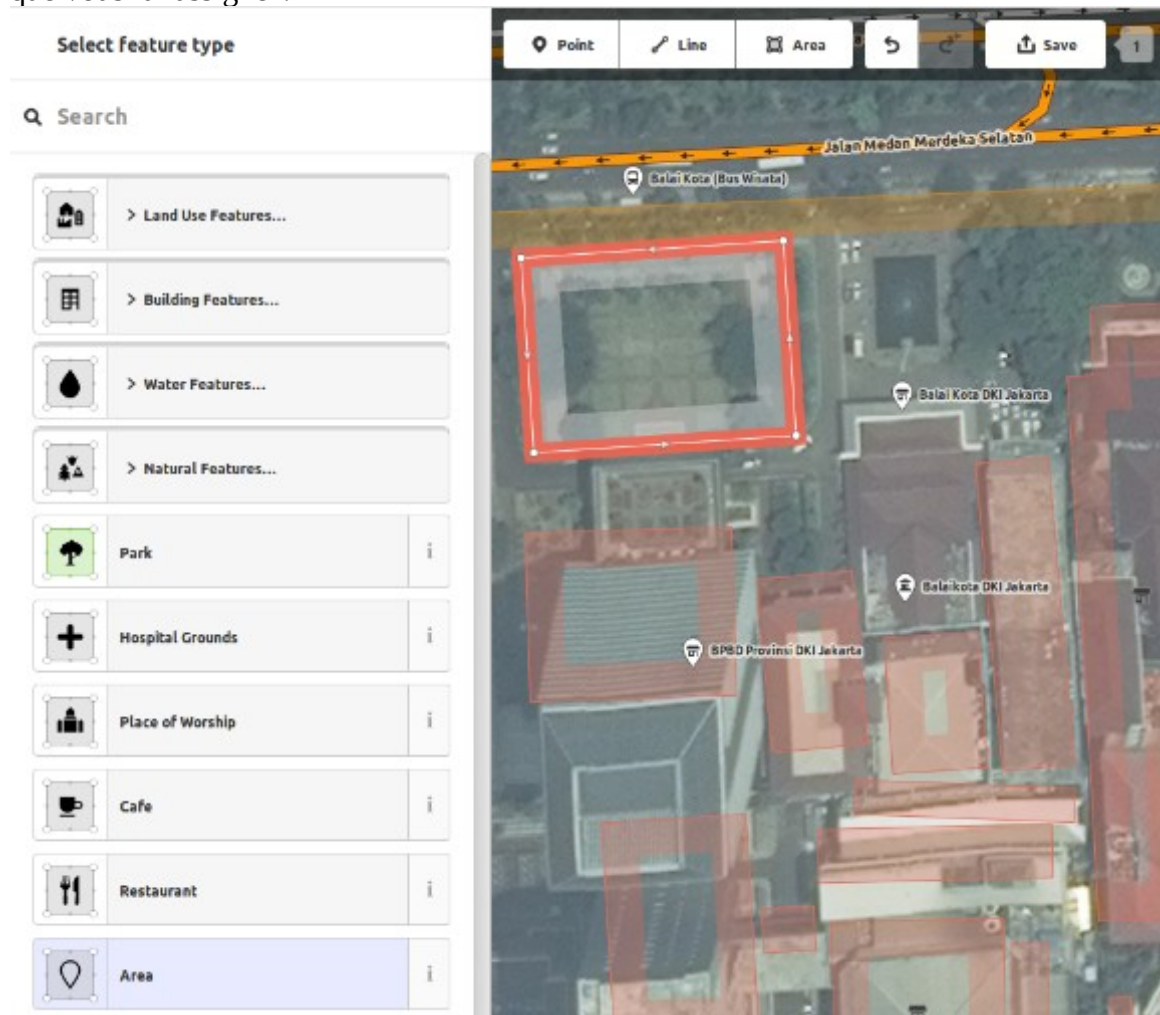 Select feature type
Point
Line
Area
Save
1
Search
Jalan Medan Merdeka Selatan
Balai Kota (Bus Wisata)
> Land Use Features...
> Building Features...
> Water Features...
> Natural Features...
Park
Hospital Grounds
Place of Worship
Cafe
Restaurant
Area
Balai Kota DKI Jakarta
Balaikota DKI Jakarta
BPBD Provinsi DKI Jakarta